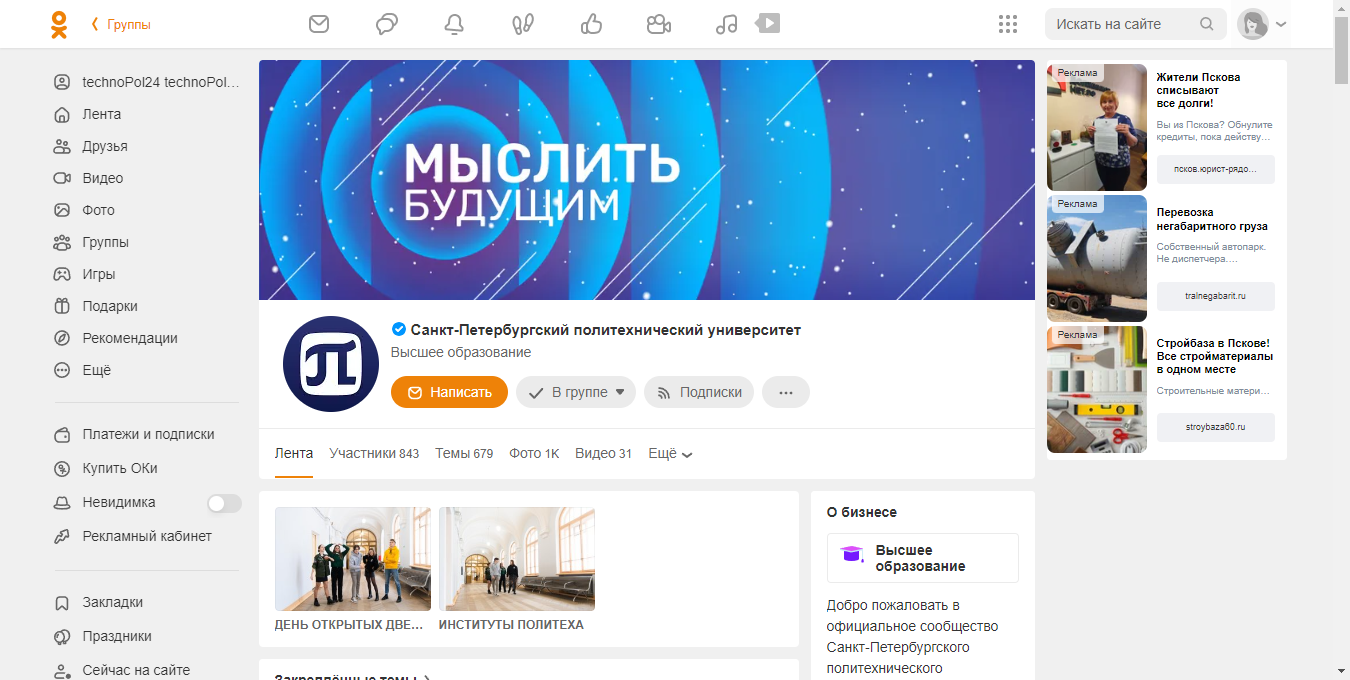 Группы
Искать на сайте
technoPol24 technoPol…
Лента
Друзья
Видео
Фото
Группы
Игры
Подарки
Рекомендации
Ещё
Платежи и подписки
Купить ОКи
Невидимка
Рекламный кабинет
Закладки
Праздники
Сейчас на сайте
МЫСЛИТЬ
БУДУЩИМ
Санкт-Петербургский политехнический университет
Высшее образование
Написать
В группе
Подписки
Лента Участники 843 Темы 679 Фото 1К Видео 31 Ещё
ДЕНЬ ОТКРЫТЫХ ДВЕ…
ИНСТИТУТЫ ПОЛИТЕХА
Закреплённые темы
О бизнесе
Высшее
образование
Добро пожаловать в
официальное сообщество
Санкт-Петербургского
политехнического
Реклама
Жители Пскова
списывают
все долги!
Вы из Пскова? Обнулите
кредиты, пока действу…
псков.юрист-рядо…
Реклама
Перевозка
негабаритного груза
Собственный автопарк.
Не диспетчера.…
tralnegabarit.ru
Реклама
Стройбаза в Пскове!
Все стройматериалы
в одном месте
Строительные матери…
stroybaza60.ru